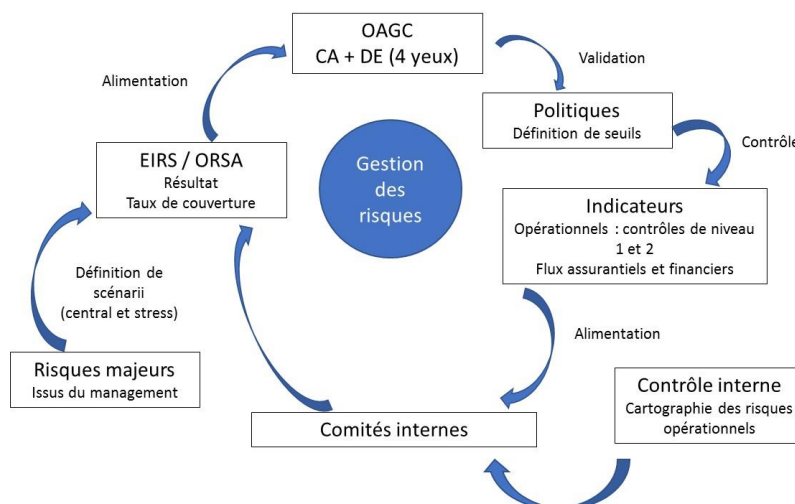 OAGC
CA + DE (4 yeux)
Alimentation
Validation
Politiques
Définition de seuils
Contrôle
EIRS / ORSA
Résultat
Taux de couverture
Gestion
des
risques
Indicateurs
Opérationnels : contrôles de niveau
1 et 2
Flux assurantiels et financiers
Définition de
scénarii
(central et stress)
Alimentation
Risques majeurs
Issus du management
Contrôle interne
Cartographie des risques
opérationnels
Comités internes